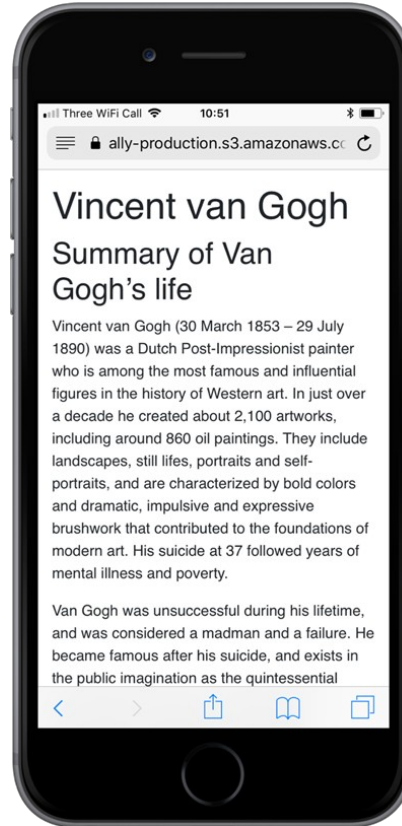 Three WiFi Call 10:51
ally-production.s3.amazonaws.cc
Vincent van Gogh
Summary of Van
Gogh's life
Vincent van Gogh (30 March 1853 – 29 July
1890) was a Dutch Post-Impressionist painter
who is among the most famous and influential
figures in the history of Western art. In just over
a decade he created about 2,100 artworks,
including around 860 oil paintings. They include
landscapes, still lifes, portraits and self-
portraits, and are characterized by bold colors
and dramatic, impulsive and expressive
brushwork that contributed to the foundations of
modern art. His suicide at 37 followed years of
mental illness and poverty.
Van Gogh was unsuccessful during his lifetime,
and was considered a madman and a failure. He
became famous after his suicide, and exists in
the public imagination as the quintessential